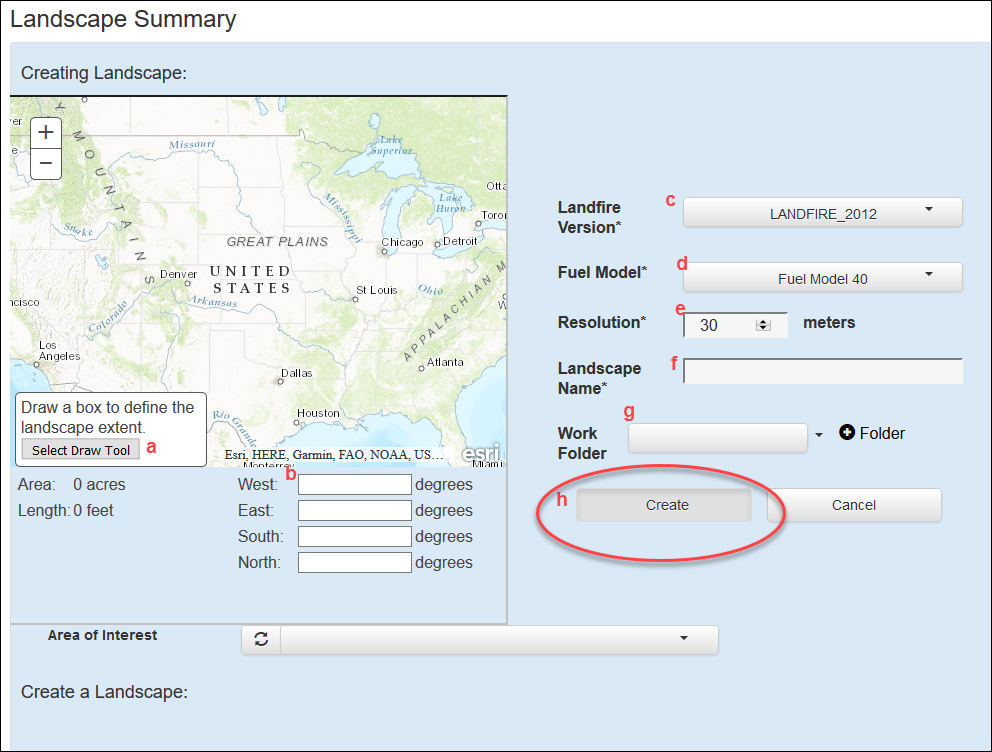 Landscape Summary
Creating Landscape:
+
−
MOUNTAINS
Missouri
Lake
Superior
Lake
Huron
Otta
Toron
Snake
Mississippi
GREAT PLAINS
Chicago
Detroit
Denver
UNITED
STATES
St Louis
Ohio
ncisco
Colorado
Arkansas
APPALACHIAN M
Los
Angeles
Atlanta
Dallas
Houston
Rio Grande
Monterrey
Miami
Draw a box to define the
landscape extent.
Select Draw Tool a
Esri, HERE, Garmin, FAO, NOAA, US…
esri
Area: 0 acres
Length: 0 feet
b
West: degrees
East: degrees
South: degrees
North: degrees
Landfire
Version*
c
LANDFIRE_2012
Fuel Model*
d
Fuel Model 40
Resolution*
e
30 meters
Landscape
Name*
f
g
Work
Folder
Folder
h Create
Cancel
Area of Interest
Create a Landscape: